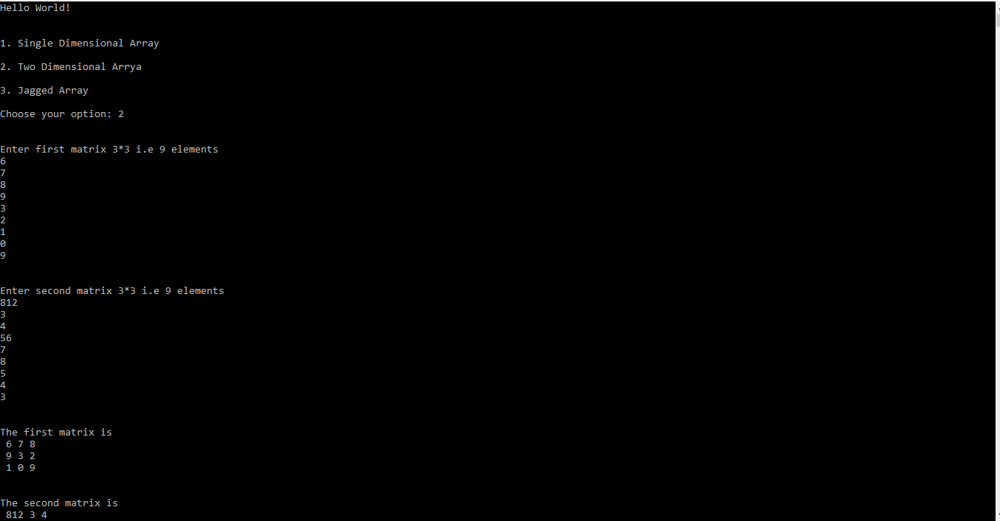 Hello World!
1. Single Dimensional Array
2. Two Dimensional Arrya
3. Jagged Array
Choose your option: 2
Enter first matrix 3*3 i.e 9 elements
6
7
8
9
3
2
1
0
9
Enter second matrix 3*3 i.e 9 elements
812
3
4
56
7
8
5
4
3
The first matrix is
6 7 8
9 3 2
1 0 9
The second matrix is
812 3 4